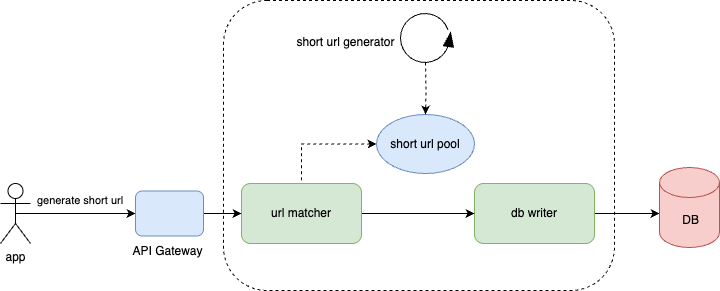 short url generator
short url pool
generate short url
url matcher
db writer
DB
API Gateway
app